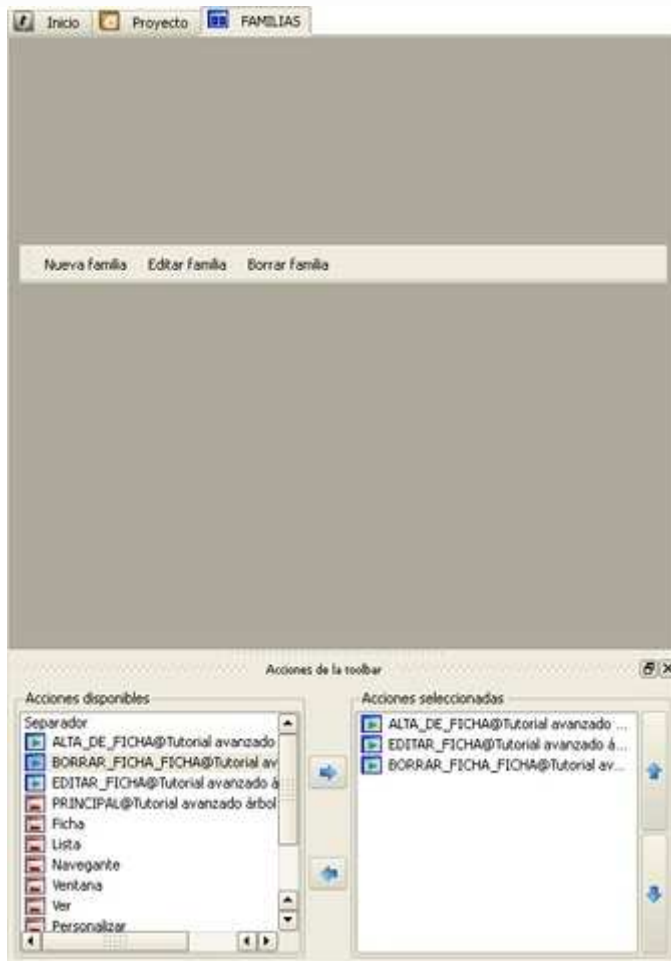 Inicio Proyecto FAMILIAS
Nueva familia Editar familia Borrar familia
Acciones de la toolbar
Acciones disponibles
Separador
ALTA_DE_FICHA@Tutorial avanzado
BORRAR_FICHA_FICHA@Tutorial av
EDITAR_FICHA@Tutorial avanzado á
PRINCIPAL@Tutorial avanzado árbol
Ficha
Lista
Navegante
Ventana
Ver
Personalizar
Acciones seleccionadas
ALTA_DE_FICHA@Tutorial avanzado ...
EDITAR_FICHA@Tutorial avanzado á...
BORRAR_FICHA_FICHA@Tutorial av...